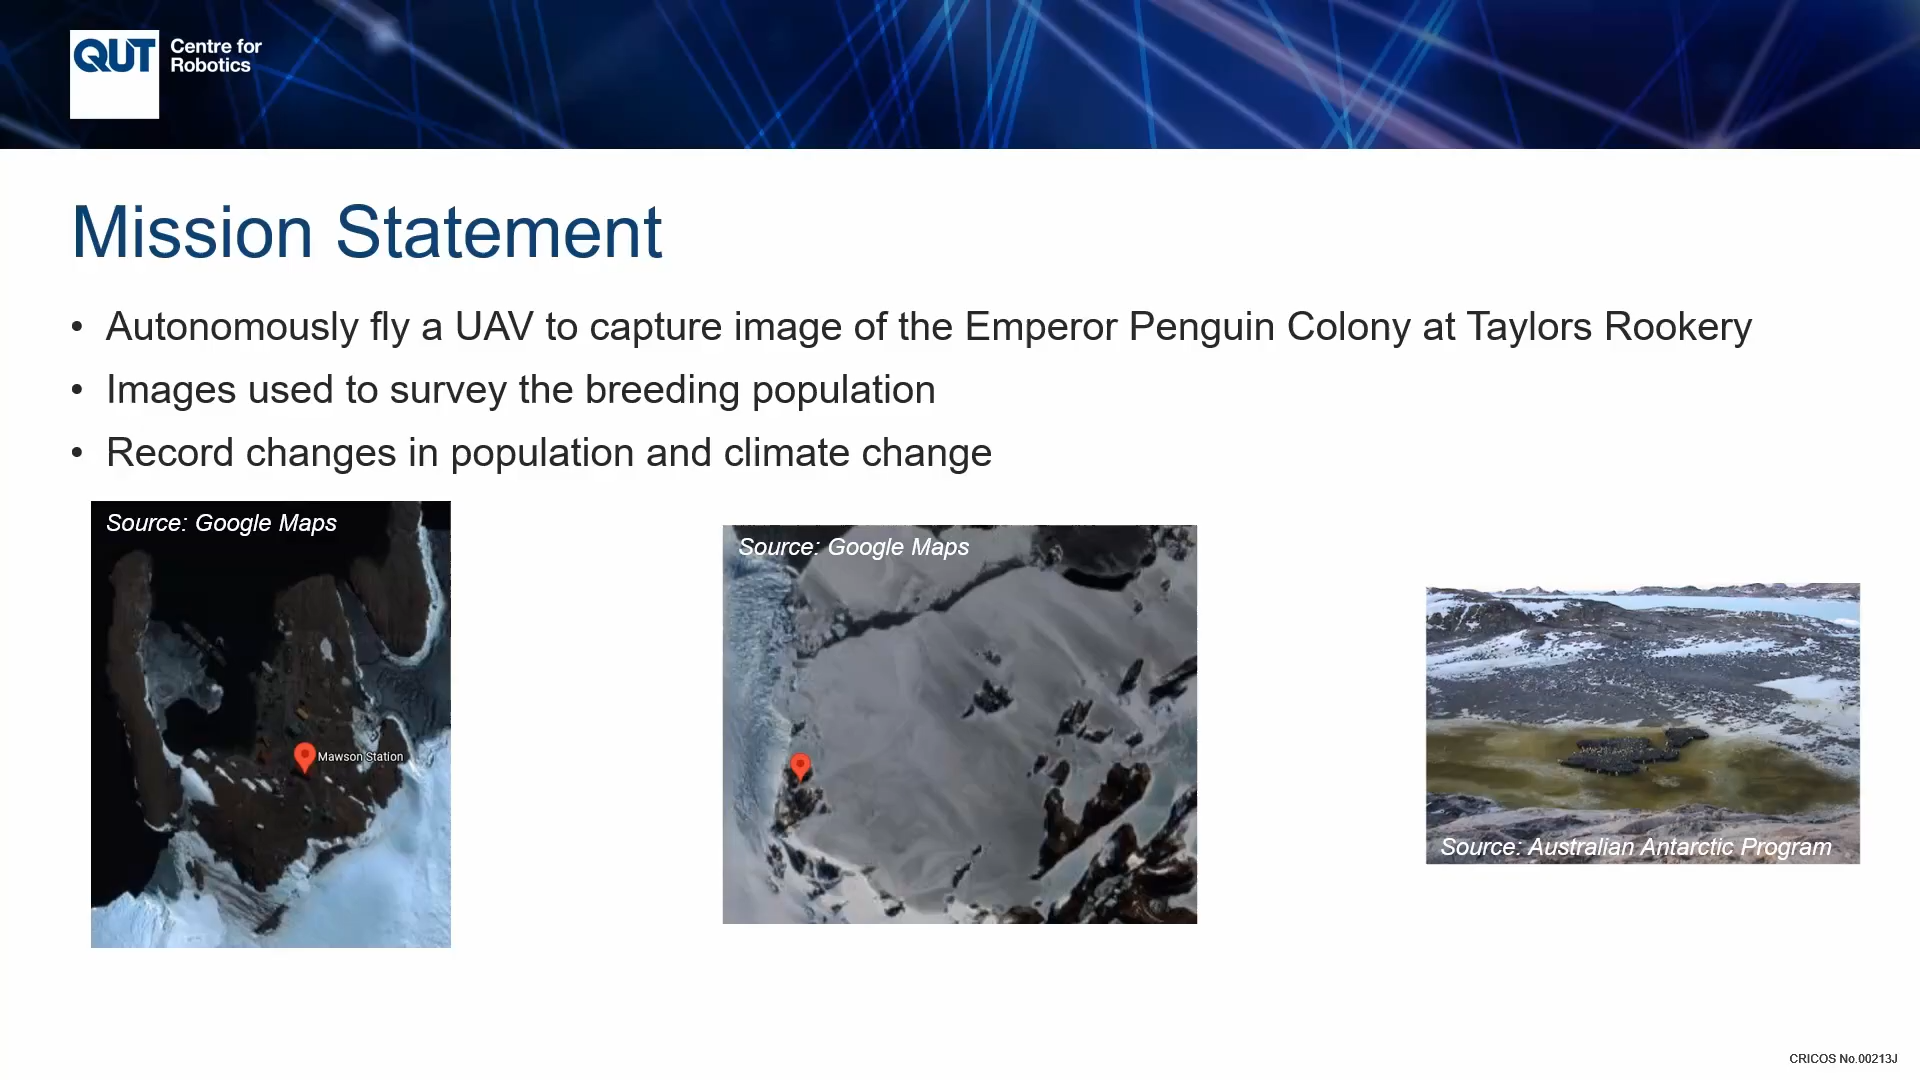 QUT
Centre for
Robotics
Mission Statement
• Autonomously fly a UAV to capture image of the Emperor Penguin Colony at Taylors Rookery
• Images used to survey the breeding population
• Record changes in population and climate change
Source: Google Maps
Mawson Station
Source: Google Maps
Source: Australian Antarctic Program
CRICOS No.00213J